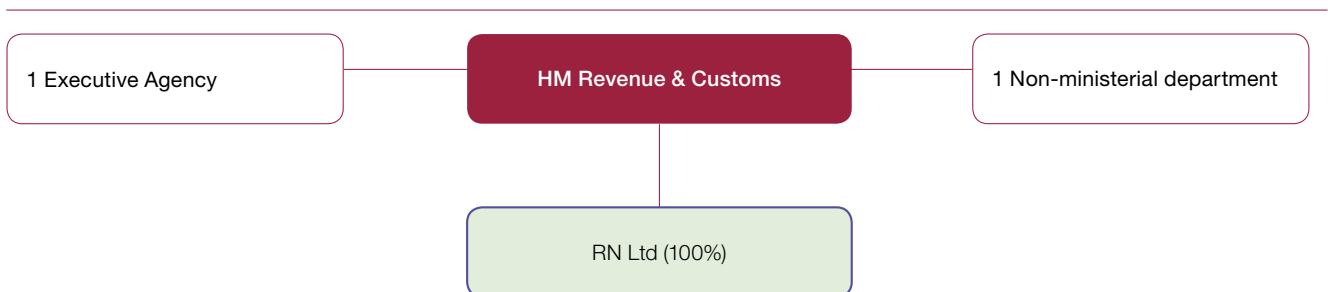 1 Executive Agency
HM Revenue & Customs
1 Non-ministerial department
RN Ltd (100%)